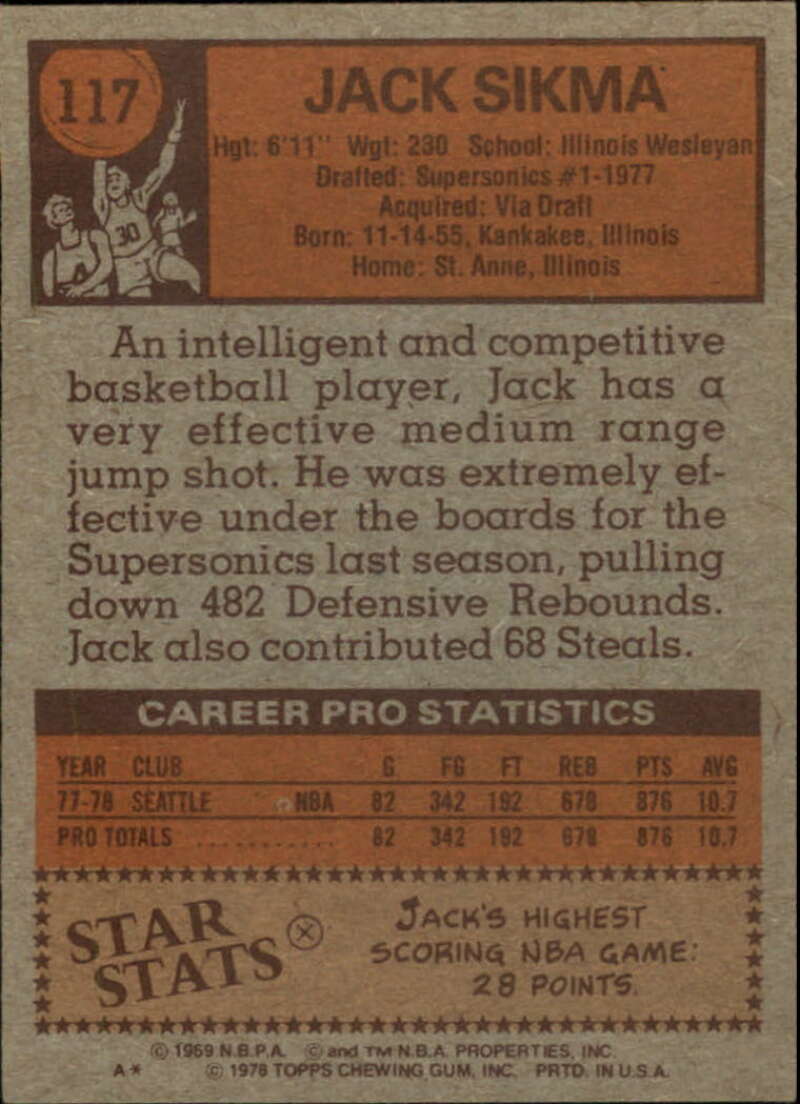 117
JACK SIKMA
Hgt: 6'11" Wgt: 230 School: Illinois Wesleyan
Drafted: Supersonics #1-1977
Acquired: Via Draft
Born: 11-14-55, Kankakee, Illinois
Home: St. Anne, Illinois
30
An intelligent and competitive
basketball player, Jack has a
very effective medium range
jump shot. He was extremely ef-
fective under the boards for the
Supersonics last season, pulling
down 482 Defensive Rebounds.
Jack also contributed 68 Steals.
CAREER PRO STATISTICS
YEAR CLUB G FG FT REB PTS AVG
77-78 SEATTLE NBA 82 342 192 678 876 10.7
PRO TOTALS ........... 82 342 192 678 876 10.7
STAR
STATS
JACK'S HIGHEST
SCORING NBA GAME:
28 POINTS.
© 1969 N.B.P.A. © and TM N.B.A. PROPERTIES, INC.
A* © 1978 TOPPS CHEWING GUM, INC. PRTD. IN U.S.A.